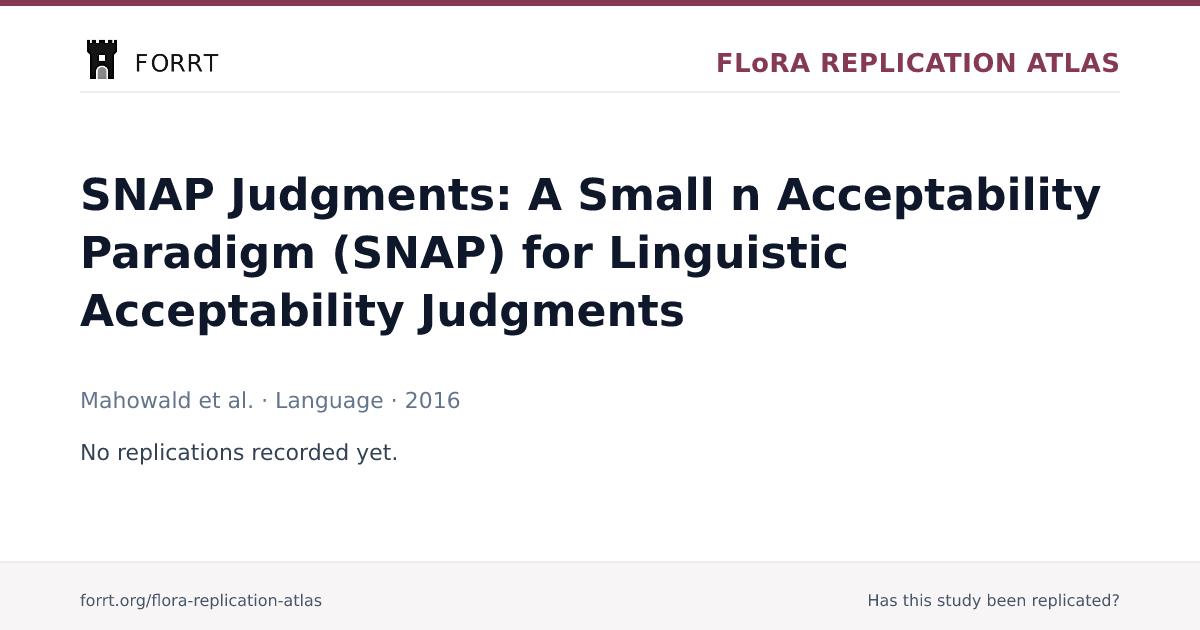 FORRT
FLoRA REPLICATION ATLAS
SNAP Judgments: A Small n Acceptability
Paradigm (SNAP) for Linguistic
Acceptability Judgments
Mahowald et al. · Language · 2016
No replications recorded yet.
forrt.org/flora-replication-atlas
Has this study been replicated?